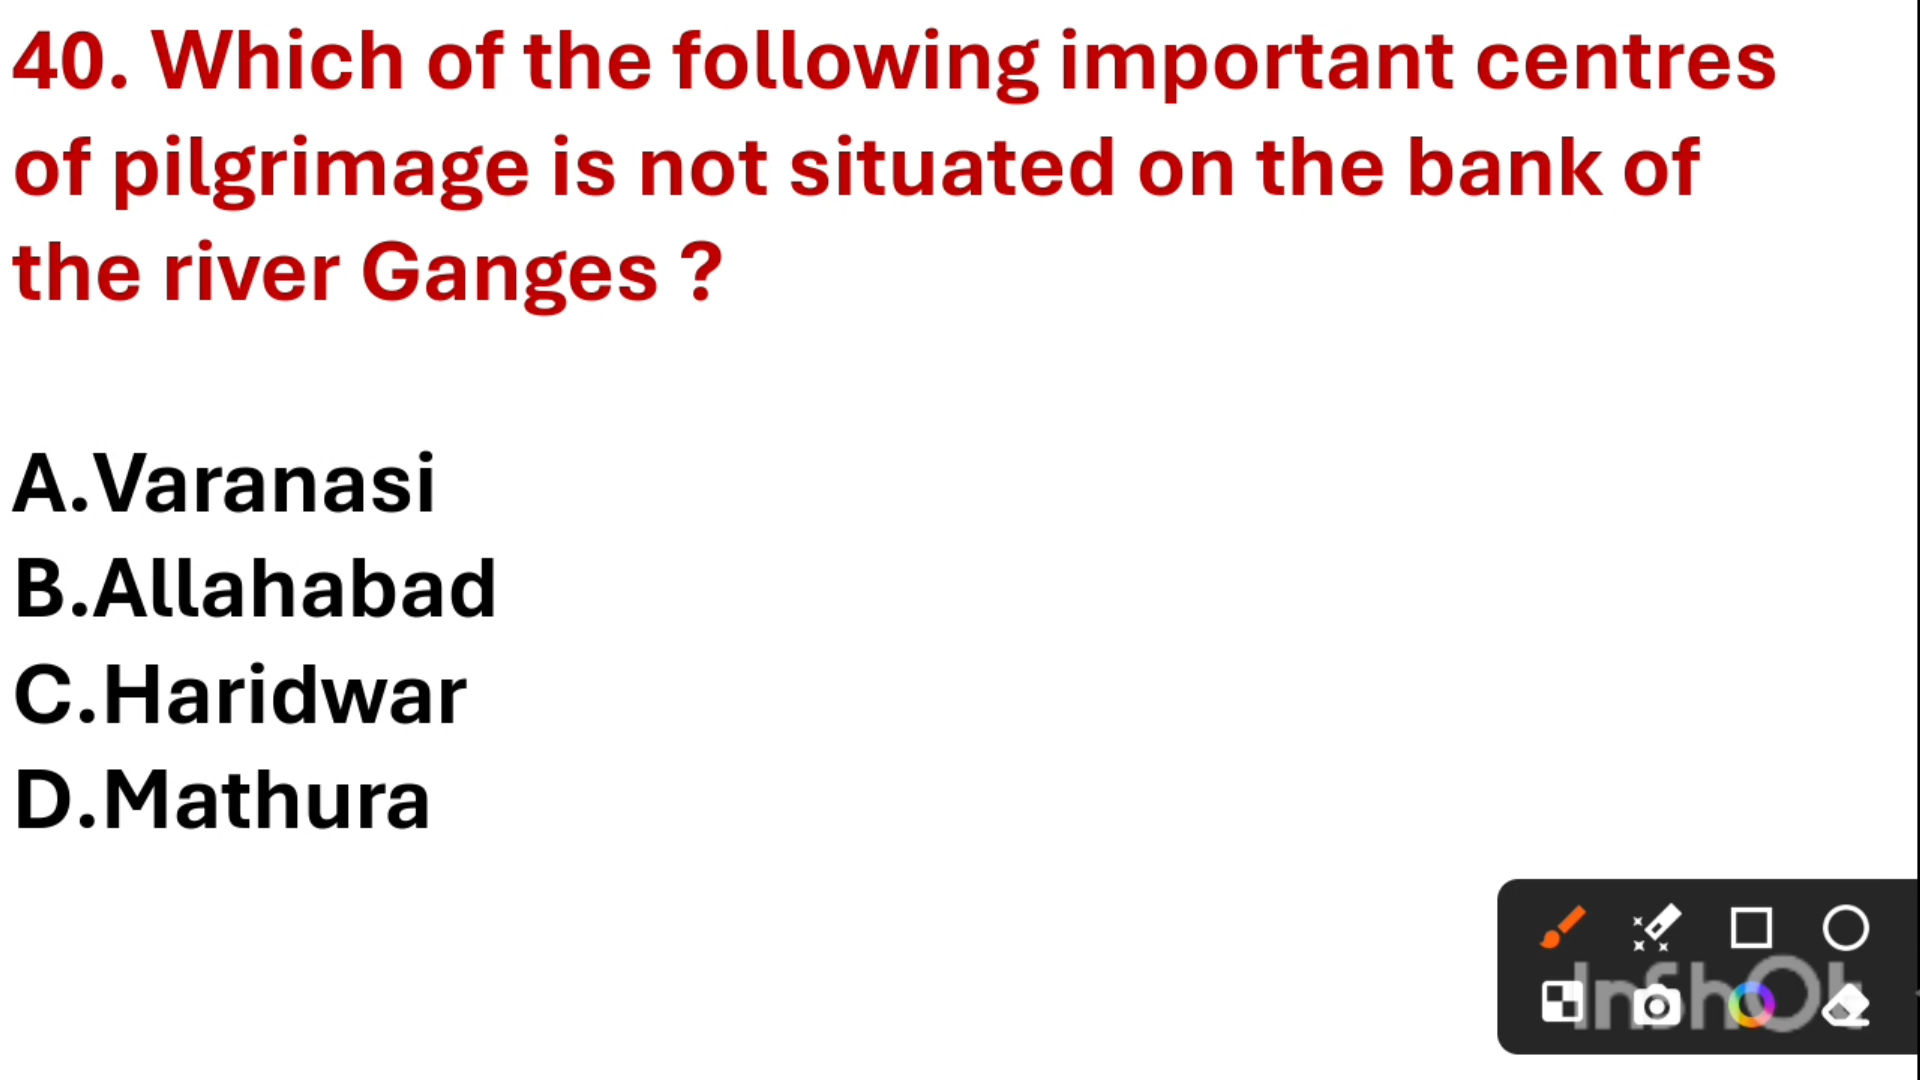 40. Which of the following important centres
of pilgrimage is not situated on the bank of
the river Ganges ?
A.Varanasi
B.Allahabad
C.Haridwar
D.Mathura